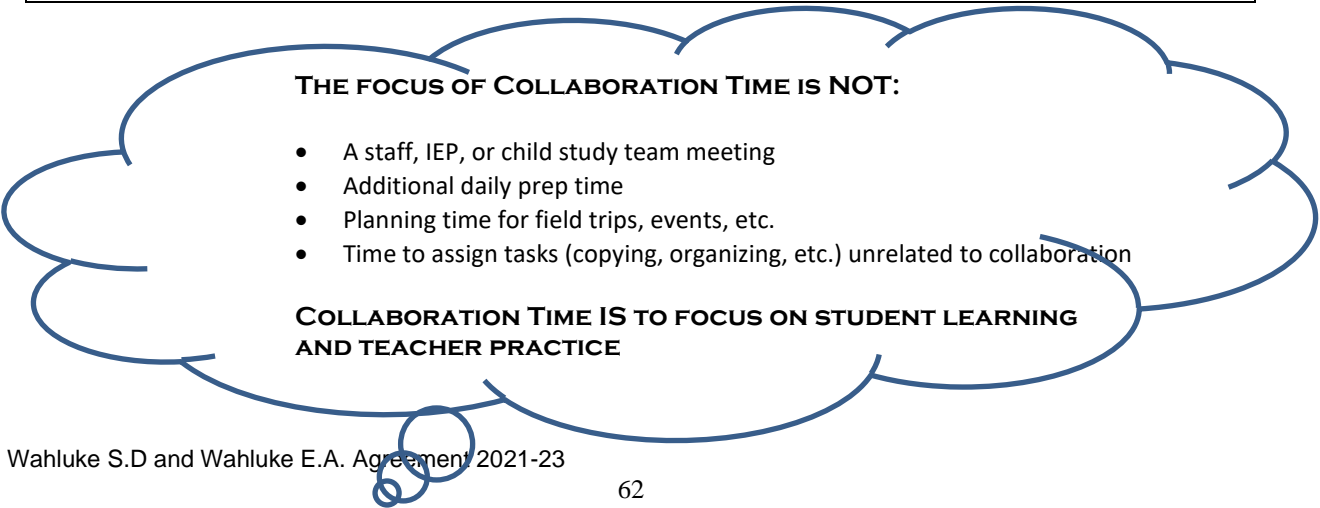 THE FOCUS OF COLLABORATION TIME IS NOT:
• A staff, IEP, or child study team meeting
• Additional daily prep time
• Planning time for field trips, events, etc.
• Time to assign tasks (copying, organizing, etc.) unrelated to collaboration
COLLABORATION TIME IS TO FOCUS ON STUDENT LEARNING
AND TEACHER PRACTICE
Wahluke S.D and Wahluke E.A. Agreement 2021-23
62